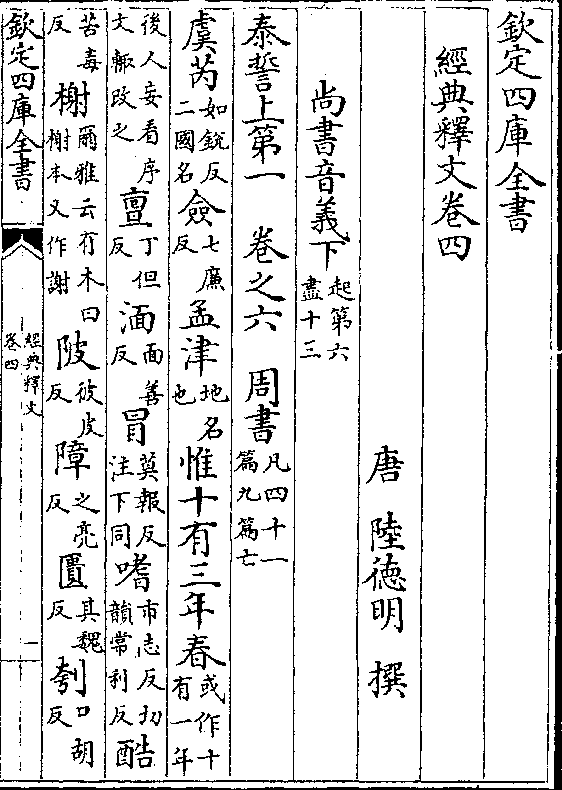 欽定四庫全書
經典釋文卷四
唐 陸德明 撰
尚書音義下起第六盡十三
泰誓上第一 卷之六 周書凡四十一篇九篇亡
虞芮如銳反二國名僉七廉反孟津地名也惟十有三年春或作十有一年
後人妄看序文輒改之亶丁但反湎面善反冒莫報反注下同嗜市志反切韻常利反酷
苦毒反榭爾雅云有木曰榭本又作謝陂彼皮反障之亮反匱其魏反刳口胡反
欽定四庫全書
經典釋文卷四
一